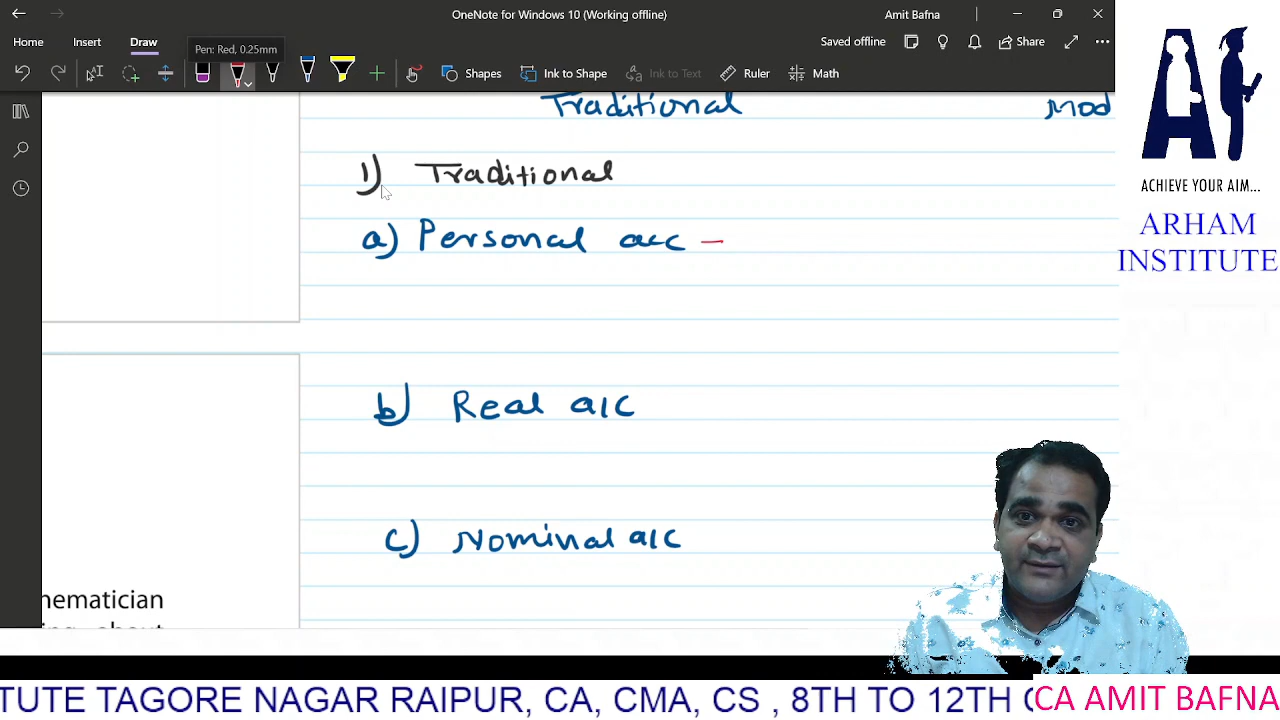 OneNote for Windows 10 (Working offline)
Amit Bafna
Home Insert Draw
Saved offline
Share
Pen: Red, 0.25mm
Shapes
Ink to Shape
Ink to Text
Ruler
Math
Traditional Mod
1) Traditional
a) Personal acc –
b) Real a/c
c) Nominal a/c
hematician
about
AI
ACHIEVE YOUR AIM...
ARHAM
INSTITUTE
TUTE TAGORE NAGAR RAIPUR, CA, CMA, CS , 8TH TO 12TH
CA AMIT BAFNA